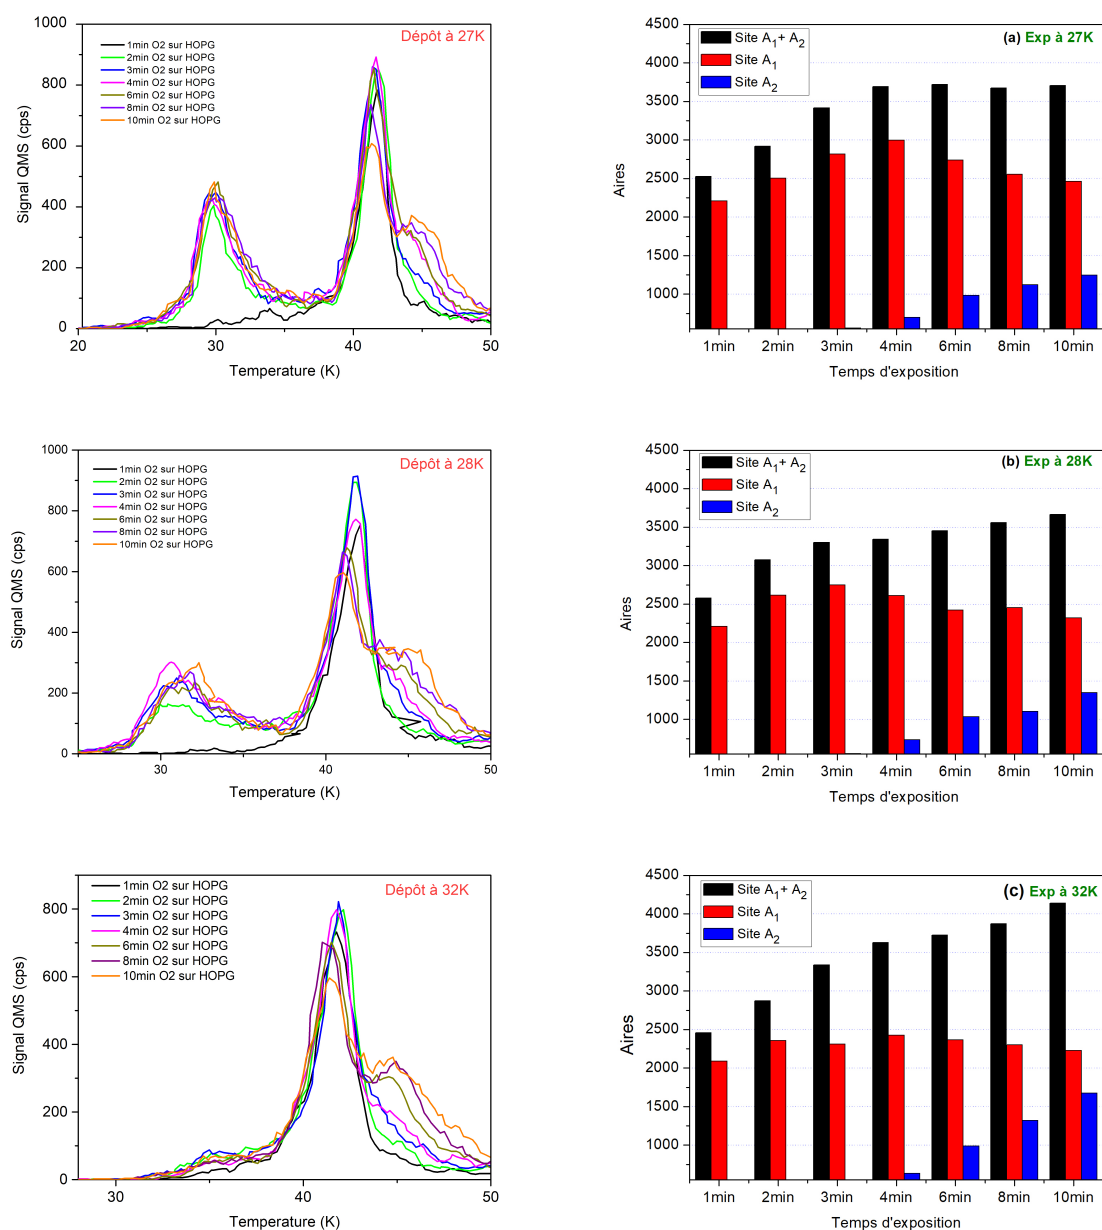 Dépôt à 27K
1min O2 sur HOPG
2min O2 sur HOPG
3min O2 sur HOPG
4min O2 sur HOPG
6min O2 sur HOPG
8min O2 sur HOPG
10min O2 sur HOPG
Signal QMS (cps)
1000
800
600
400
200
0
20 30 40 50
Temperature (K)
(a) Exp à 27K
Site A1+ A2
Site A1
Site A2
Aires
4500
4000
3500
3000
2500
2000
1500
1000
1min 2min 3min 4min 6min 8min 10min
Temps d'exposition
Dépôt à 28K
1min O2 sur HOPG
2min O2 sur HOPG
3min O2 sur HOPG
4min O2 sur HOPG
6min O2 sur HOPG
8min O2 sur HOPG
10min O2 sur HOPG
Signal QMS (cps)
1000
800
600
400
200
0
30 40 50
Temperature (K)
(b) Exp à 28K
Site A1+ A2
Site A1
Site A2
Aires
4500
4000
3500
3000
2500
2000
1500
1000
1min 2min 3min 4min 6min 8min 10min
Temps d'exposition
Dépôt à 32K
1min O2 sur HOPG
2min O2 sur HOPG
3min O2 sur HOPG
4min O2 sur HOPG
6min O2 sur HOPG
8min O2 sur HOPG
10min O2 sur HOPG
Signal QMS (cps)
800
600
400
200
0
30 40 50
Temperature (K)
(c) Exp à 32K
Site A1+ A2
Site A1
Site A2
Aires
4500
4000
3500
3000
2500
2000
1500
1000
1min 2min 3min 4min 6min 8min 10min
Temps d'exposition